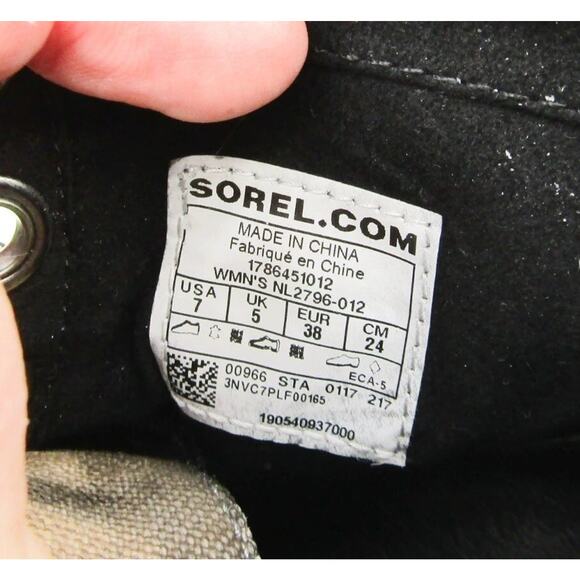 SOREL.COM
MADE IN CHINA
Fabriqué en Chine
1786451012
WMN'S NL2796-012
USA UK EUR CM
7 5 38 24
ECA-5
00966 STA 0117 217
3NVC7PLF00165
190540937000